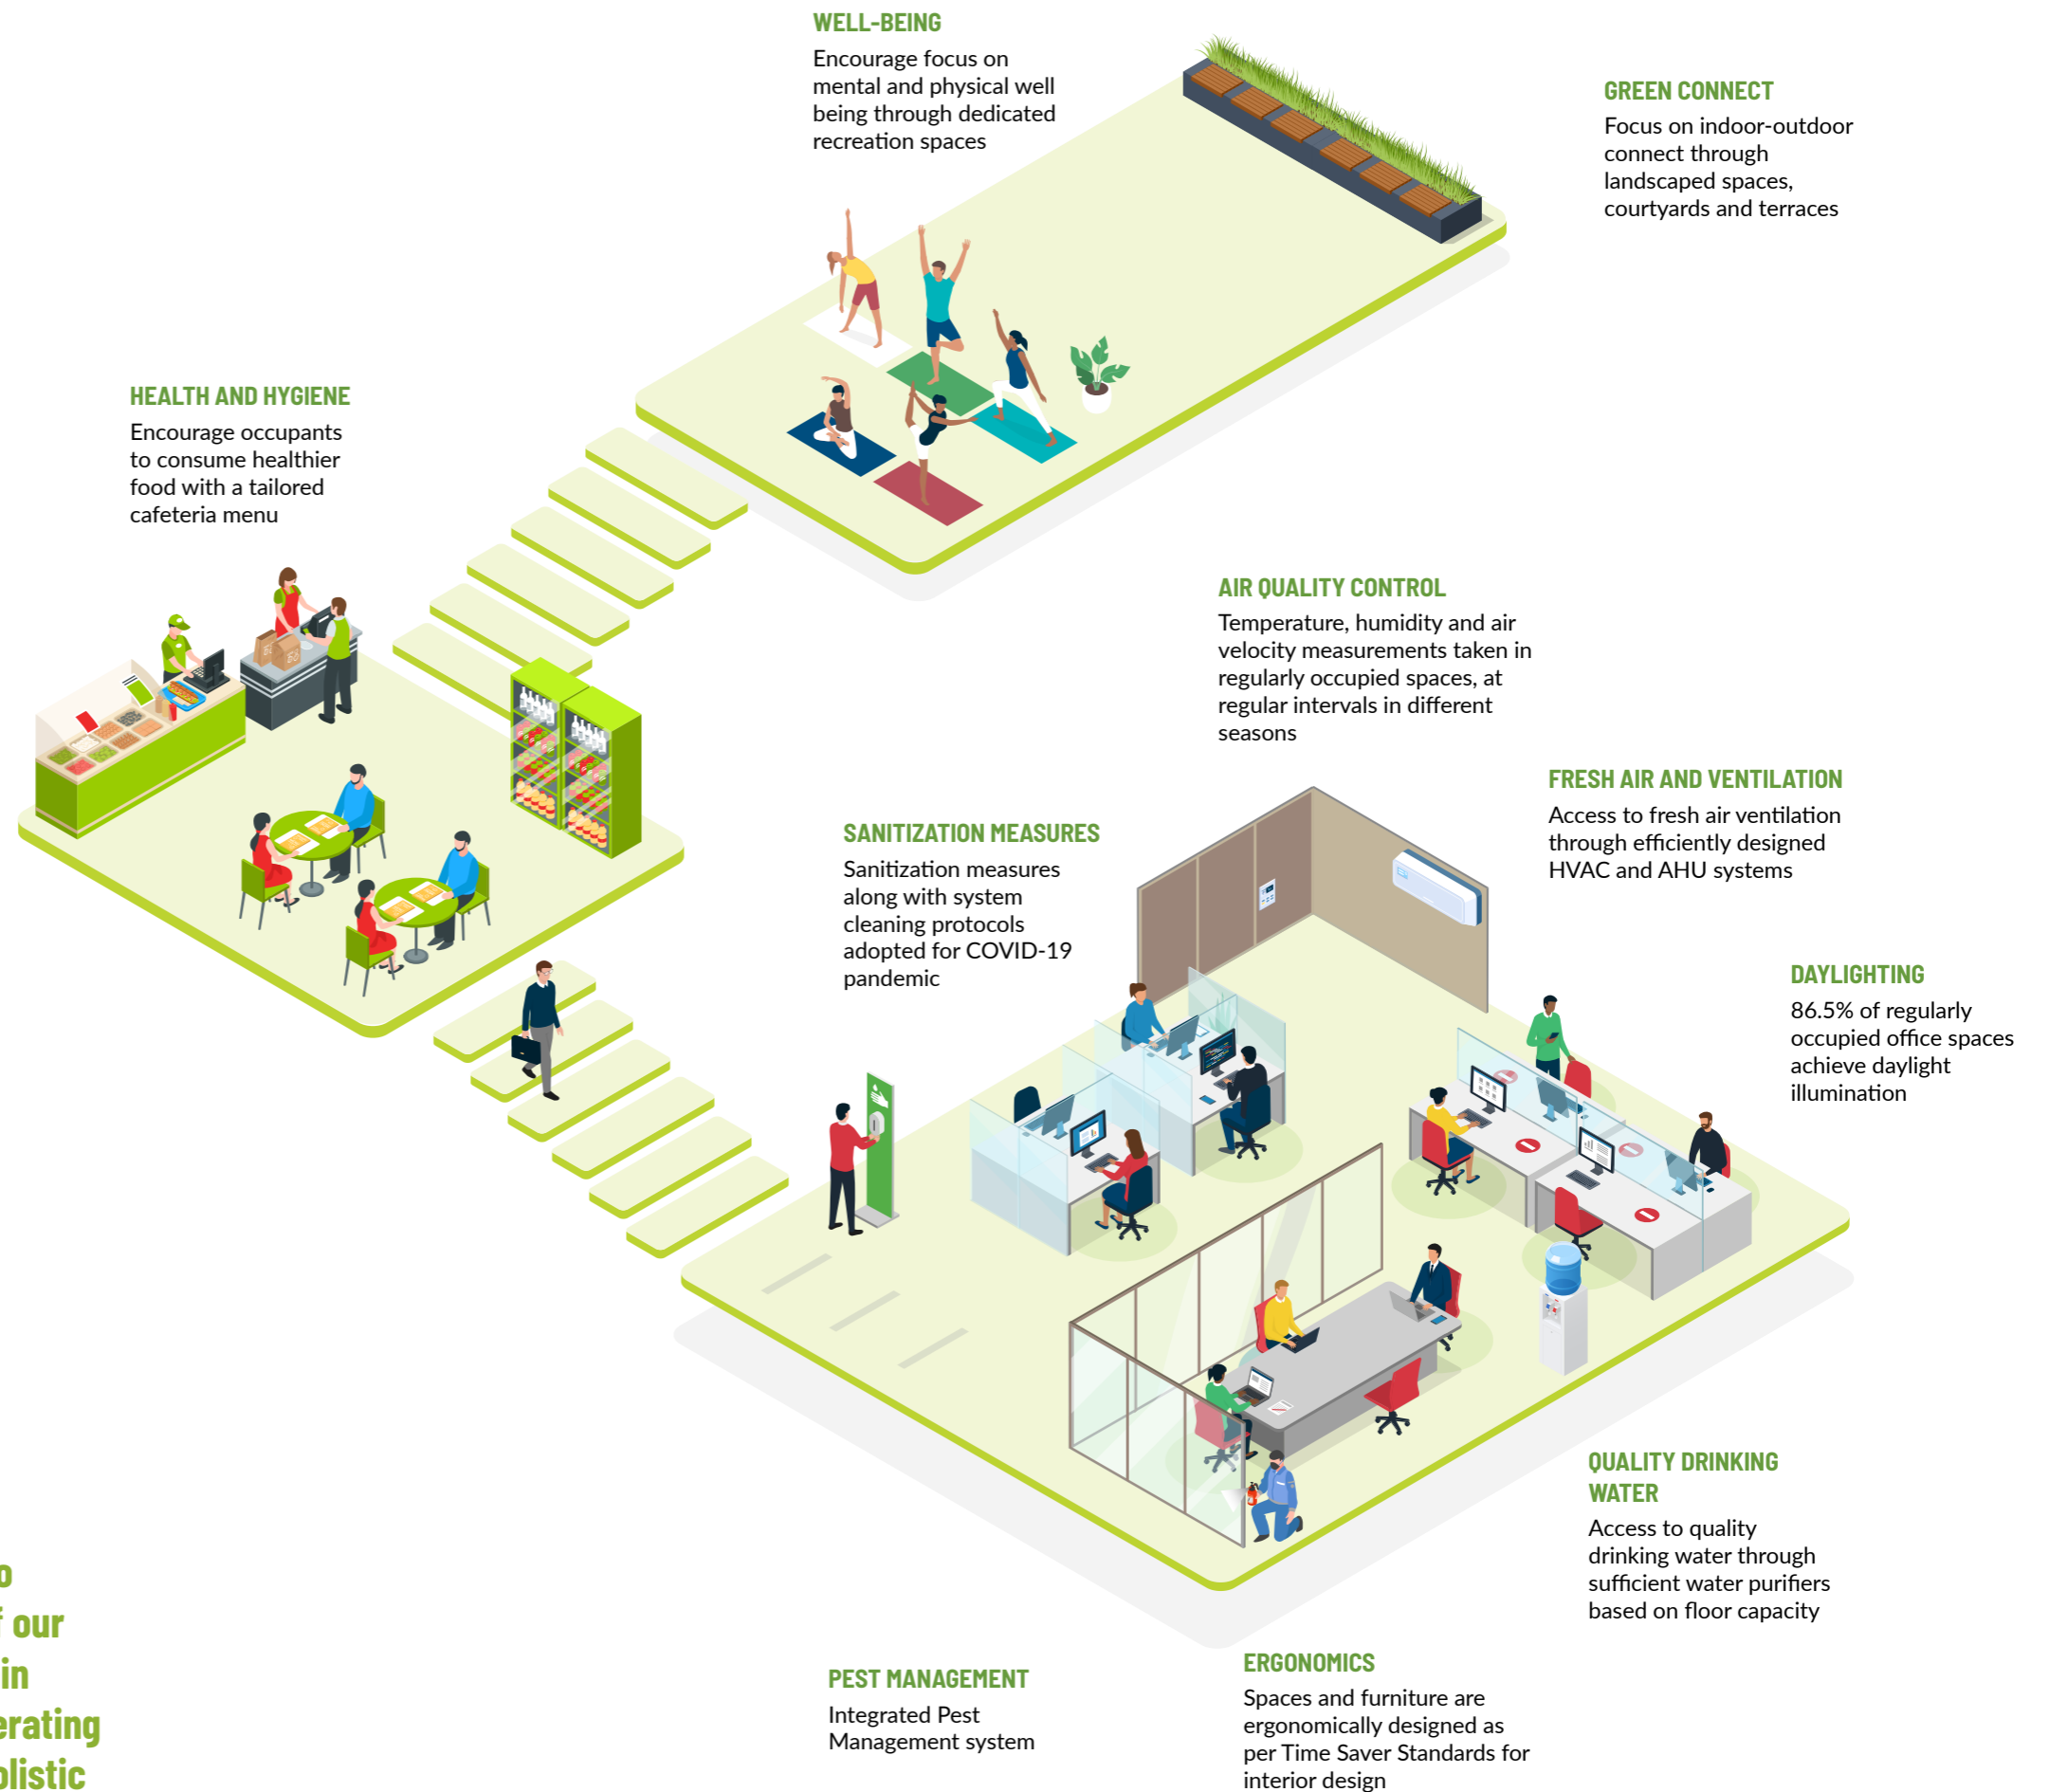 WELL-BEING
Encourage focus on
mental and physical well
being through dedicated
recreation spaces
GREEN CONNECT
Focus on indoor-outdoor
connect through
landscaped spaces,
courtyards and terraces
HEALTH AND HYGIENE
Encourage occupants
to consume healthier
food with a tailored
cafeteria menu
AIR QUALITY CONTROL
Temperature, humidity and air
velocity measurements taken in
regularly occupied spaces, at
regular intervals in different
seasons
FRESH AIR AND VENTILATION
Access to fresh air ventilation
through efficiently designed
HVAC and AHU systems
SANITIZATION MEASURES
Sanitization measures
along with system
cleaning protocols
adopted for COVID-19
pandemic
DAYLIGHTING
86.5% of regularly
occupied office spaces
achieve daylight
illumination
QUALITY DRINKING
WATER
Access to quality
drinking water through
sufficient water purifiers
based on floor capacity
our
in
PEST MANAGEMENT
Integrated Pest
Management system
ERGONOMICS
Spaces and furniture are
ergonomically designed as
per Time Saver Standards for
interior design